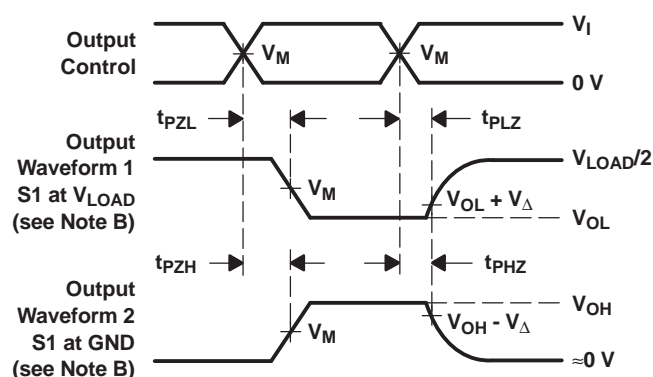 Output
Control
V_I
V_M
V_M
0 V
t_PZL
t_PLZ
Output
Waveform 1
S1 at V_LOAD
(see Note B)
V_LOAD/2
V_M
V_OL + V_Δ
V_OL
t_PZH
t_PHZ
Output
Waveform 2
S1 at GND
(see Note B)
V_OH
V_M
V_OH - V_Δ
≈0 V